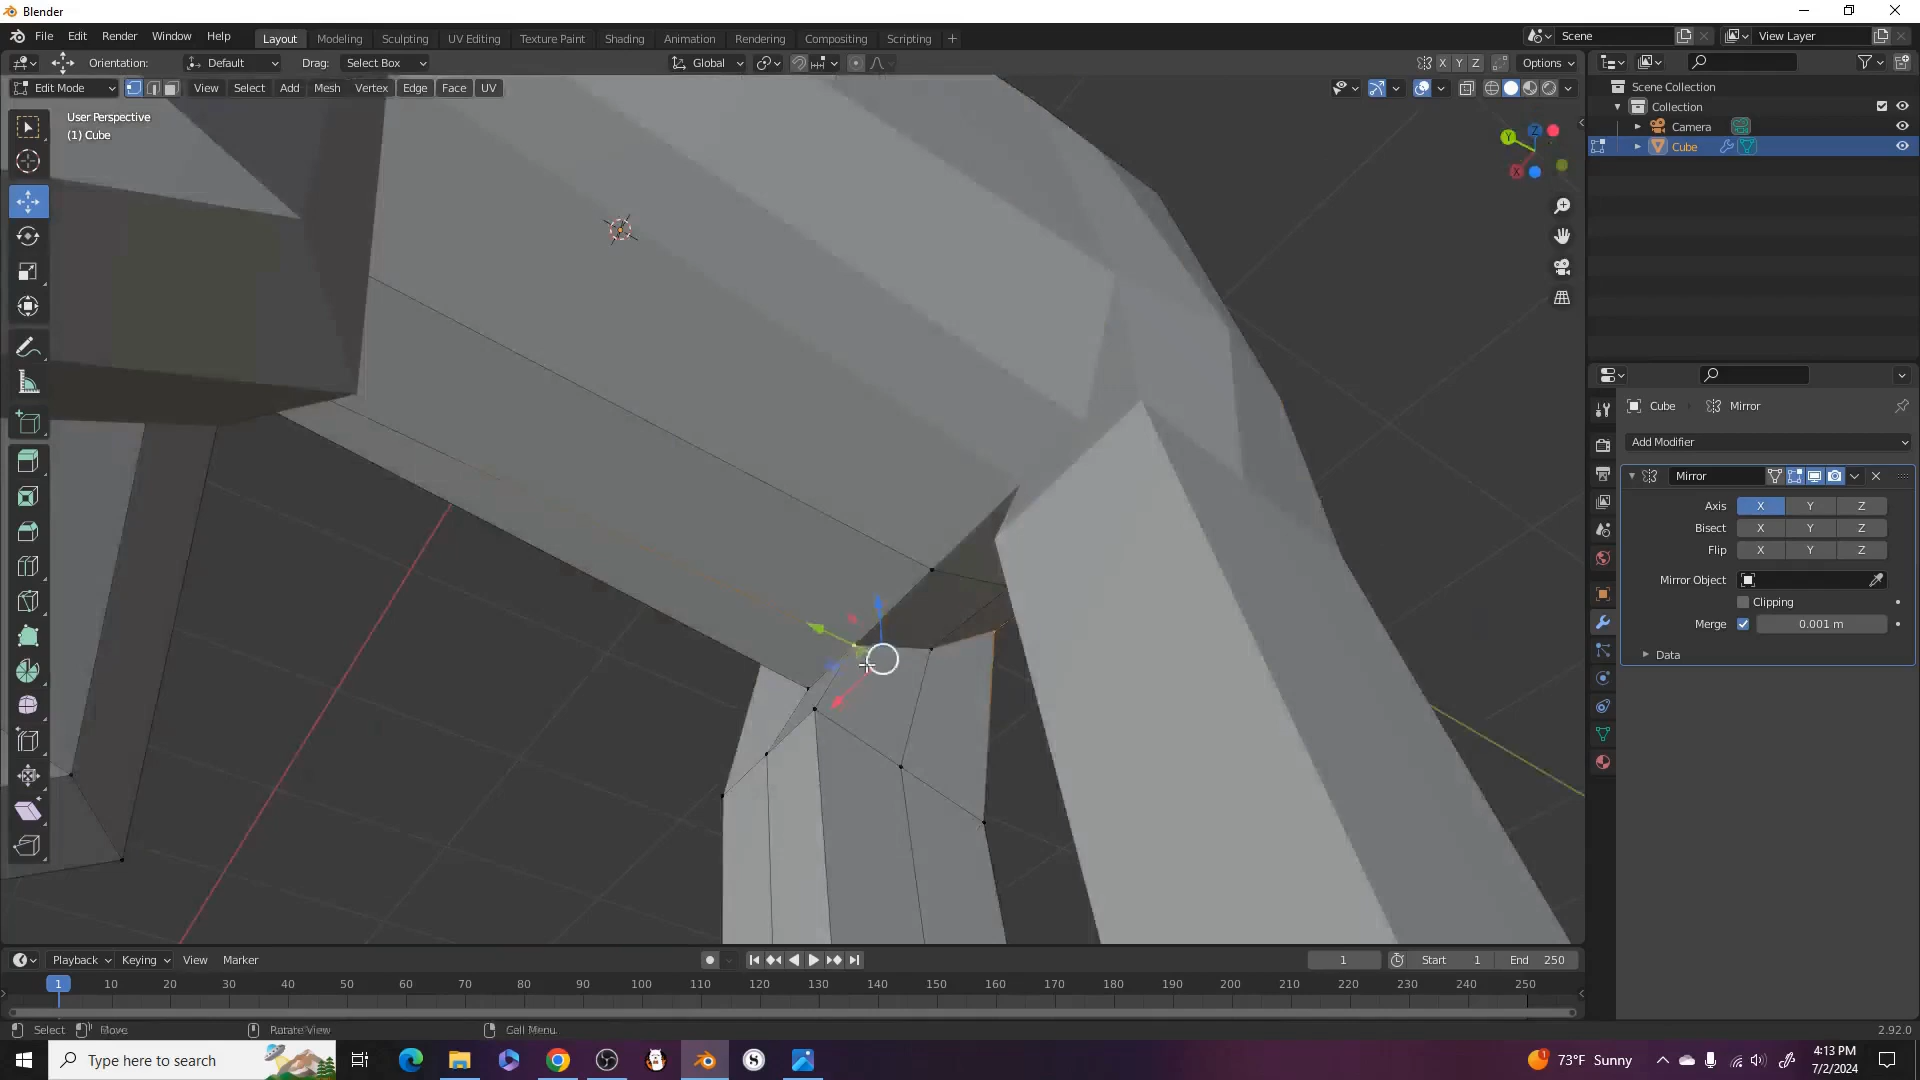 Blender
File Edit Render Window Help
Layout Modeling Sculpting UV Editing Texture Paint Shading Animation Rendering Compositing Scripting +
Scene
View Layer
Orientation: Default Drag: Select Box
Global
X Y Z Options
Edit Mode View Select Add Mesh Vertex Edge Face UV
User Perspective
(1) Cube
Y Z X
Scene Collection
Collection
Camera
Cube
Cube Mirror
Add Modifier
Mirror
Axis X Y Z
Bisect X Y Z
Flip X Y Z
Mirror Object
Clipping
Merge 0.001 m
Data
Playback Keying View Marker
1 Start 1 End 250
1 10 20 30 40 50 60 70 80 90 100 110 120 130 140 150 160 170 180 190 200 210 220 230 240 250
Select Move Rotate View Call Menu
2.92.0
Type here to search
1 73°F Sunny
4:13 PM
7/2/2024